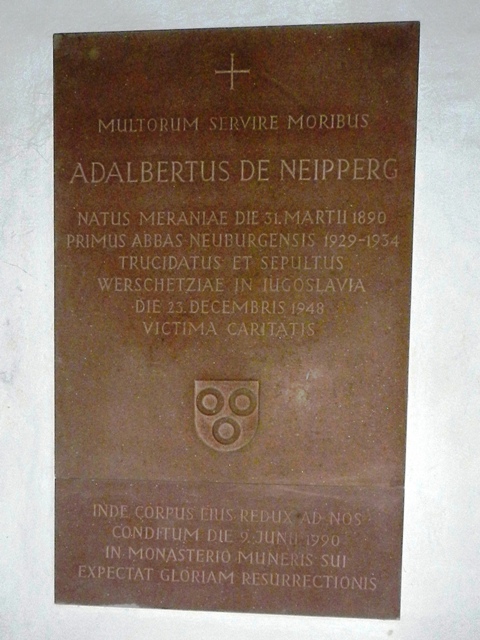 MULTORUM SERVIRE MORIBUS
ADALBERTUS DE NEIPPERG
NATUS MERANIAE DIE 31. MARTII 1890
PRIMUS ABBAS NEUBURGENSIS 1929-1934
TRUCIDATUS ET SEPULTUS
WERSCHETZIAE IN JUGOSLAVIA
DIE 23. DECEMBRIS 1948
VICTIMA CARITATIS
INDE CORPUS EIUS REDUX AD NOS
CONDITUM DIE 9. JUNII 1990
IN MONASTERIO MUNERIS SUI
EXPECTAT GLORIAM RESURRECTIONIS